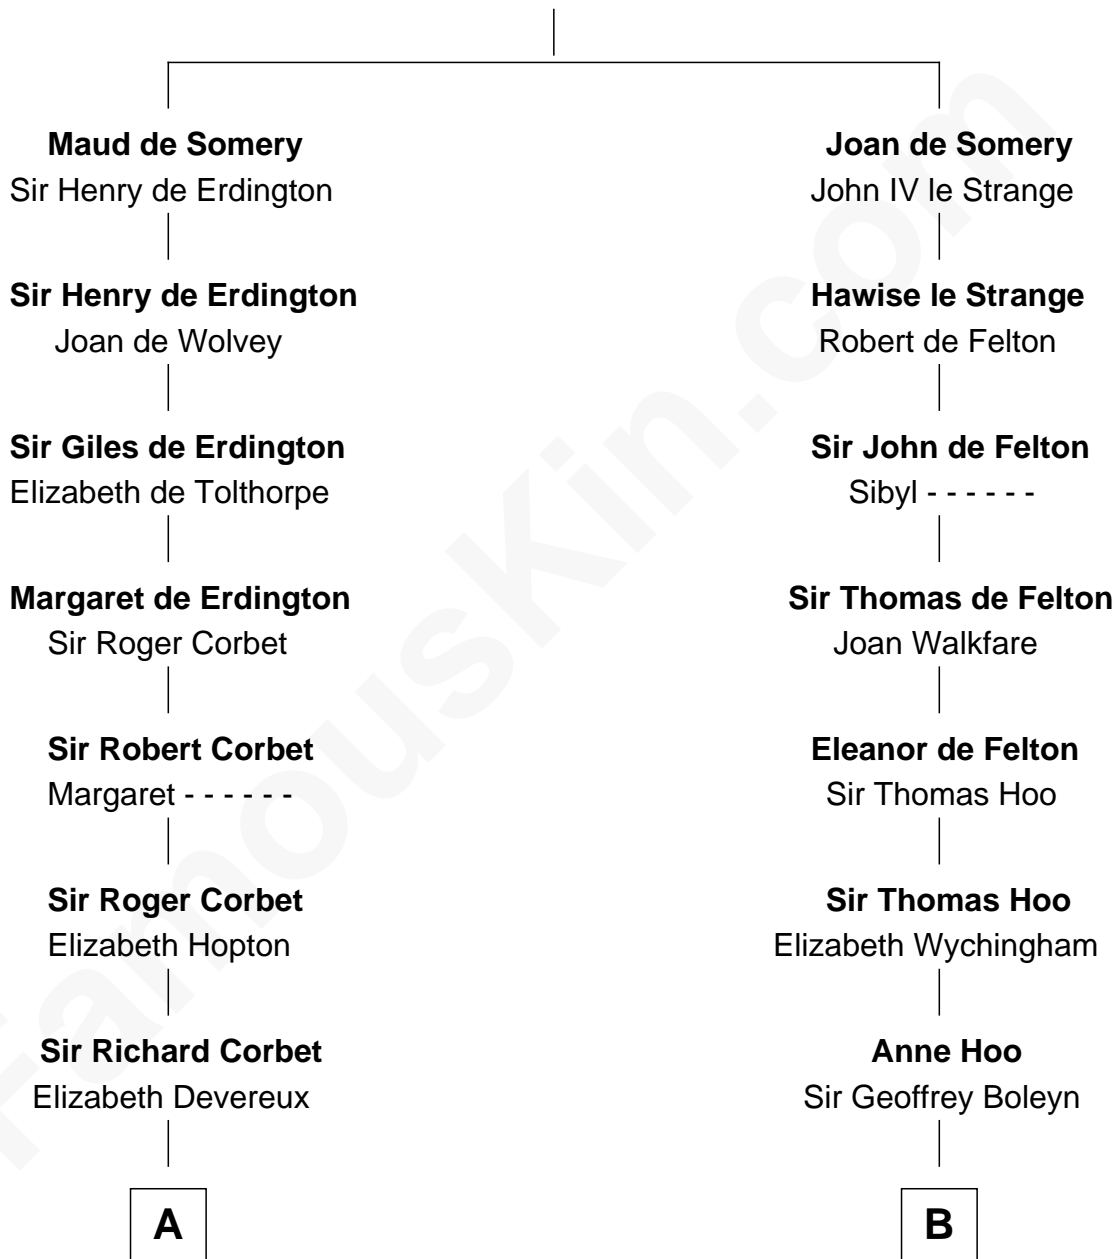 Maud de Somery
Sir Henry de Erdington
Sir Henry de Erdington
Joan de Wolvey
Sir Giles de Erdington
Elizabeth de Tolthorpe
Margaret de Erdington
Sir Roger Corbet
Sir Robert Corbet
Margaret - - - - - -
Sir Roger Corbet
Elizabeth Hopton
Sir Richard Corbet
Elizabeth Devereux
A
Joan de Somery
John IV le Strange
Hawise le Strange
Robert de Felton
Sir John de Felton
Sibyl - - - - - -
Sir Thomas de Felton
Joan Walkfare
Eleanor de Felton
Sir Thomas Hoo
Sir Thomas Hoo
Elizabeth Wychingham
Anne Hoo
Sir Geoffrey Boleyn
B
FamousKin.com